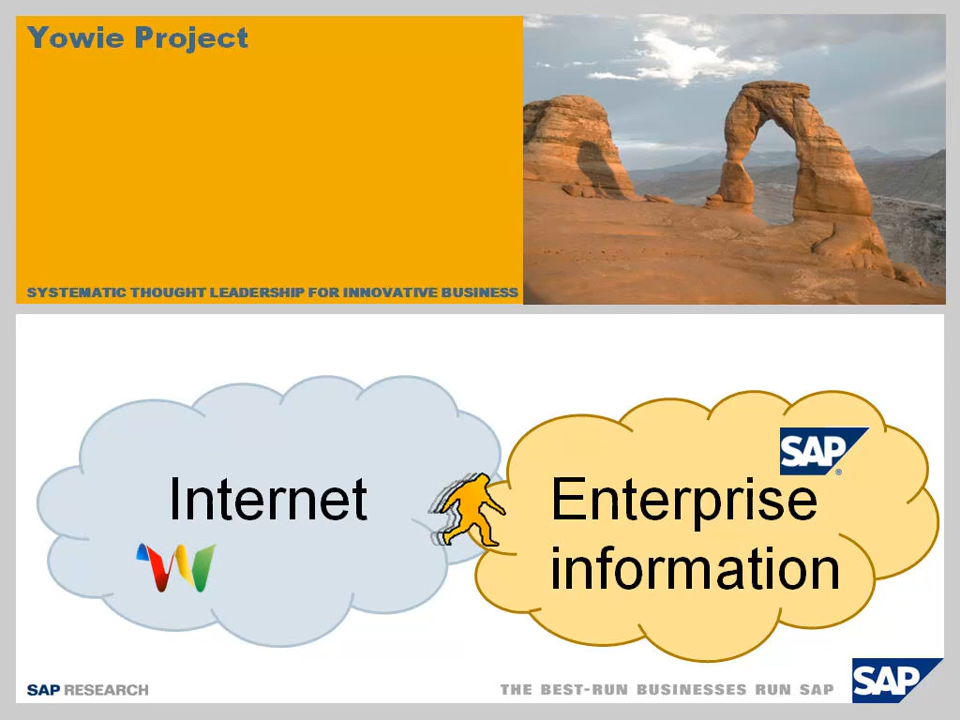 Yowie Project
SYSTEMATIC THOUGHT LEADERSHIP FOR INNOVATIVE BUSINESS
SAP
®
Internet
Enterprise
information
SAP RESEARCH
THE BEST-RUN BUSINESSES RUN SAP
SAP